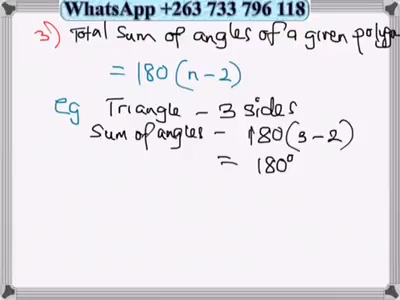 WhatsApp +263 733 796 118
3) Total Sum of angles of a given polygo
= 180 (n - 2)
eg Triangle - 3 sides
Sum of angles - 180 (3 - 2)
= 180°